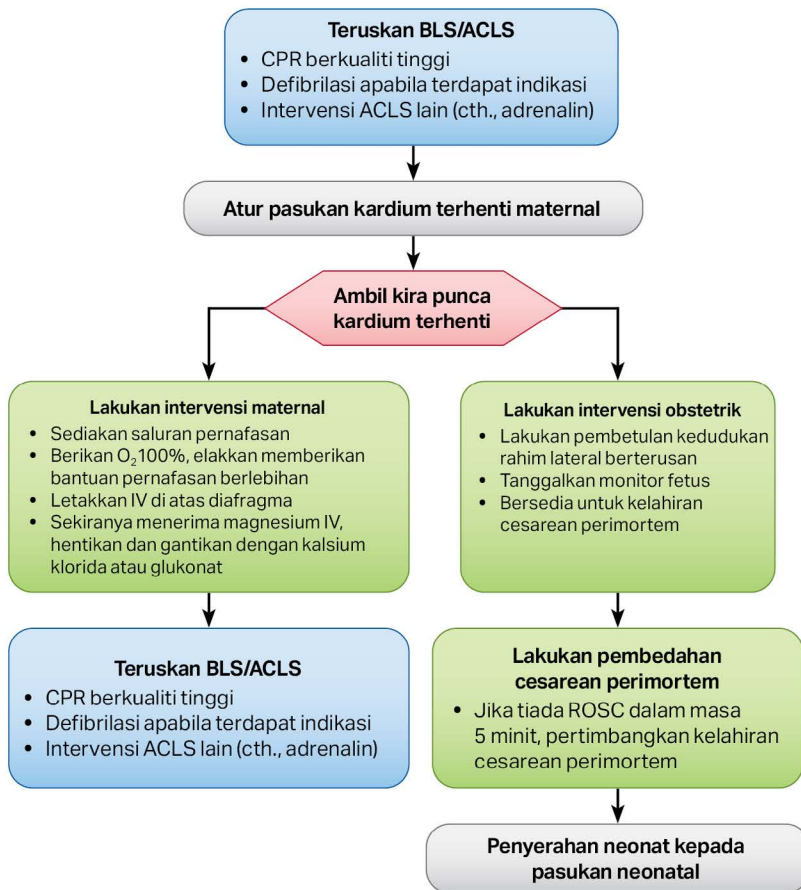 Teruskan BLS/ACLS
• CPR berkualiti tinggi
• Defibrilasi apabila terdapat indikasi
• Intervensi ACLS lain (cth., adrenalin)
Atur pasukan kardium terhenti maternal
Ambil kira punca
kardium terhenti
Lakukan intervensi maternal
• Sediakan saluran pernafasan
• Berikan O₂100%, elakkan memberikan
bantuan pernafasan berlebihan
• Letakkan IV di atas diafragma
• Sekiranya menerima magnesium IV,
hentikan dan gantikan dengan kalsium
klorida atau glukonat
Lakukan intervensi obstetrik
• Lakukan pembetulan kedudukan
rahim lateral berterusan
• Tanggalkan monitor fetus
• Bersedia untuk kelahiran
cesarean perimortem
Teruskan BLS/ACLS
• CPR berkualiti tinggi
• Defibrilasi apabila terdapat indikasi
• Intervensi ACLS lain (cth., adrenalin)
Lakukan pembedahan
cesarean perimortem
• Jika tiada ROSC dalam masa
5 minit, pertimbangkan kelahiran
cesarean perimortem
Penyerahan neonat kepada
pasukan neonatal